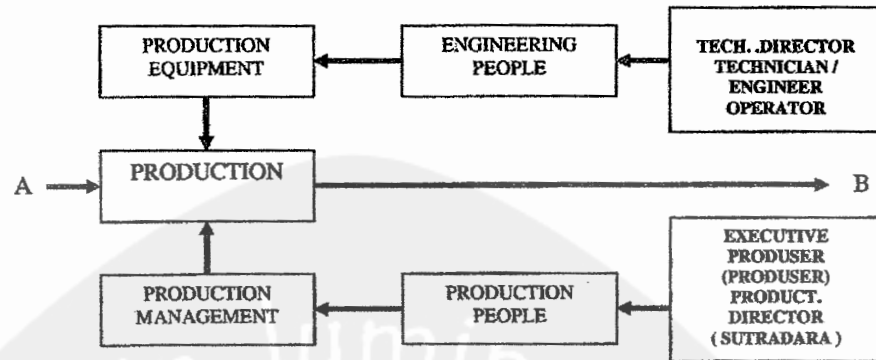 PRODUCTION
EQUIPMENT
ENGINEERING
PEOPLE
TECH. .DIRECTOR
TECHNICIAN /
ENGINEER
OPERATOR
A
PRODUCTION
B
PRODUCTION
MANAGEMENT
PRODUCTION
PEOPLE
EXECUTIVE
PRODUSER
(PRODUSER)
PRODUCT.
DIRECTOR
( SUTRADARA )